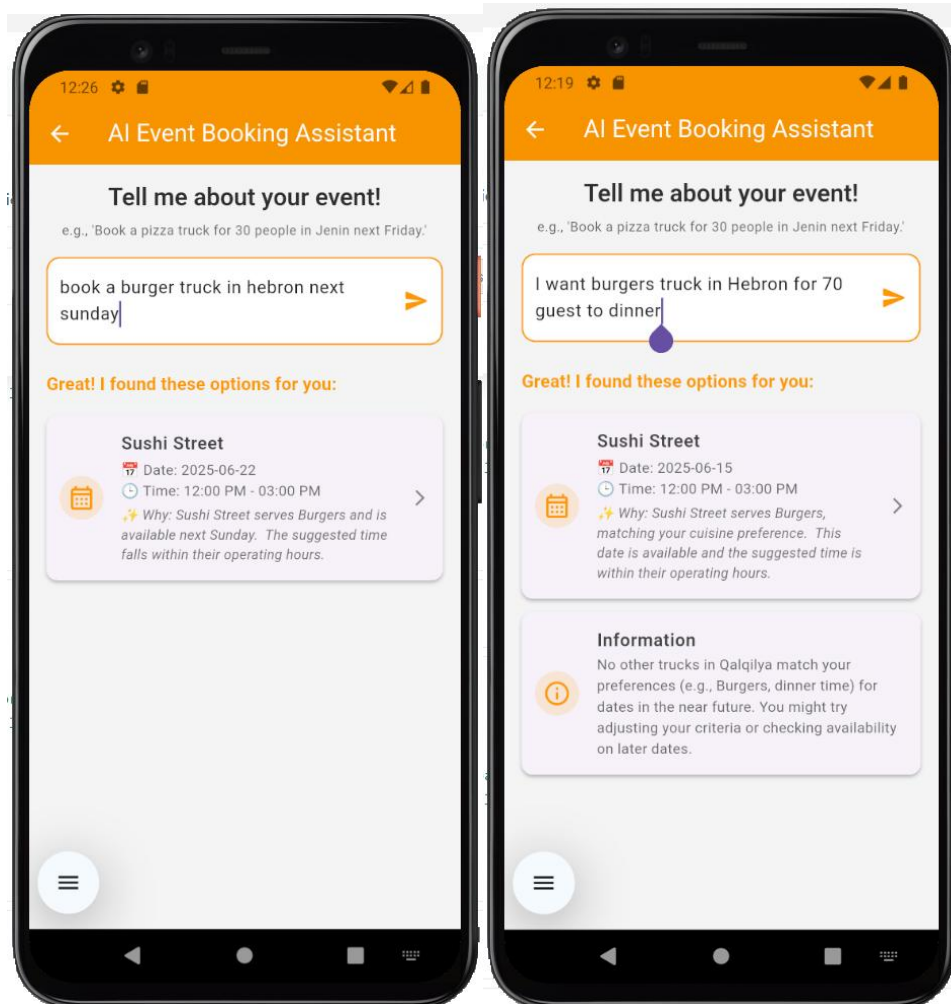 12:26
AI Event Booking Assistant
Tell me about your event!
e.g., 'Book a pizza truck for 30 people in Jenin next Friday.'
book a burger truck in hebron next
sunday
Great! I found these options for you:
Sushi Street
📅 Date: 2025-06-22
🕒 Time: 12:00 PM - 03:00 PM
✨ Why: Sushi Street serves Burgers and is
available next Sunday. The suggested time
falls within their operating hours.
12:19
AI Event Booking Assistant
Tell me about your event!
e.g., 'Book a pizza truck for 30 people in Jenin next Friday.'
I want burgers truck in Hebron for 70
guest to dinner
Great! I found these options for you:
Sushi Street
📅 Date: 2025-06-15
🕒 Time: 12:00 PM - 03:00 PM
✨ Why: Sushi Street serves Burgers,
matching your cuisine preference. This
date is available and the suggested time is
within their operating hours.
Information
No other trucks in Qalqilya match your
preferences (e.g., Burgers, dinner time) for
dates in the near future. You might try
adjusting your criteria or checking availability
on later dates.